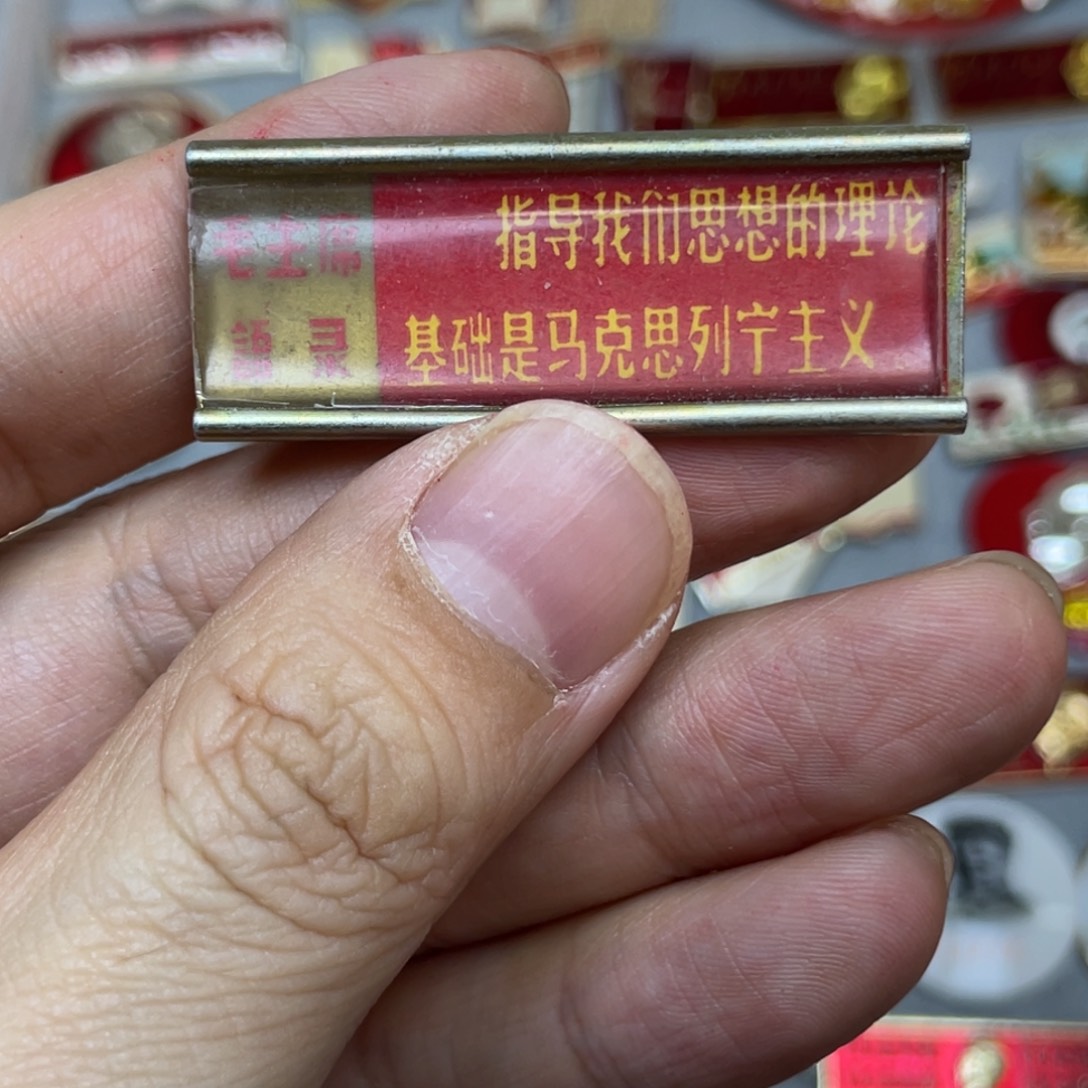 毛主席
語录
指导我们思想的理论
基础是马克思列宁主义